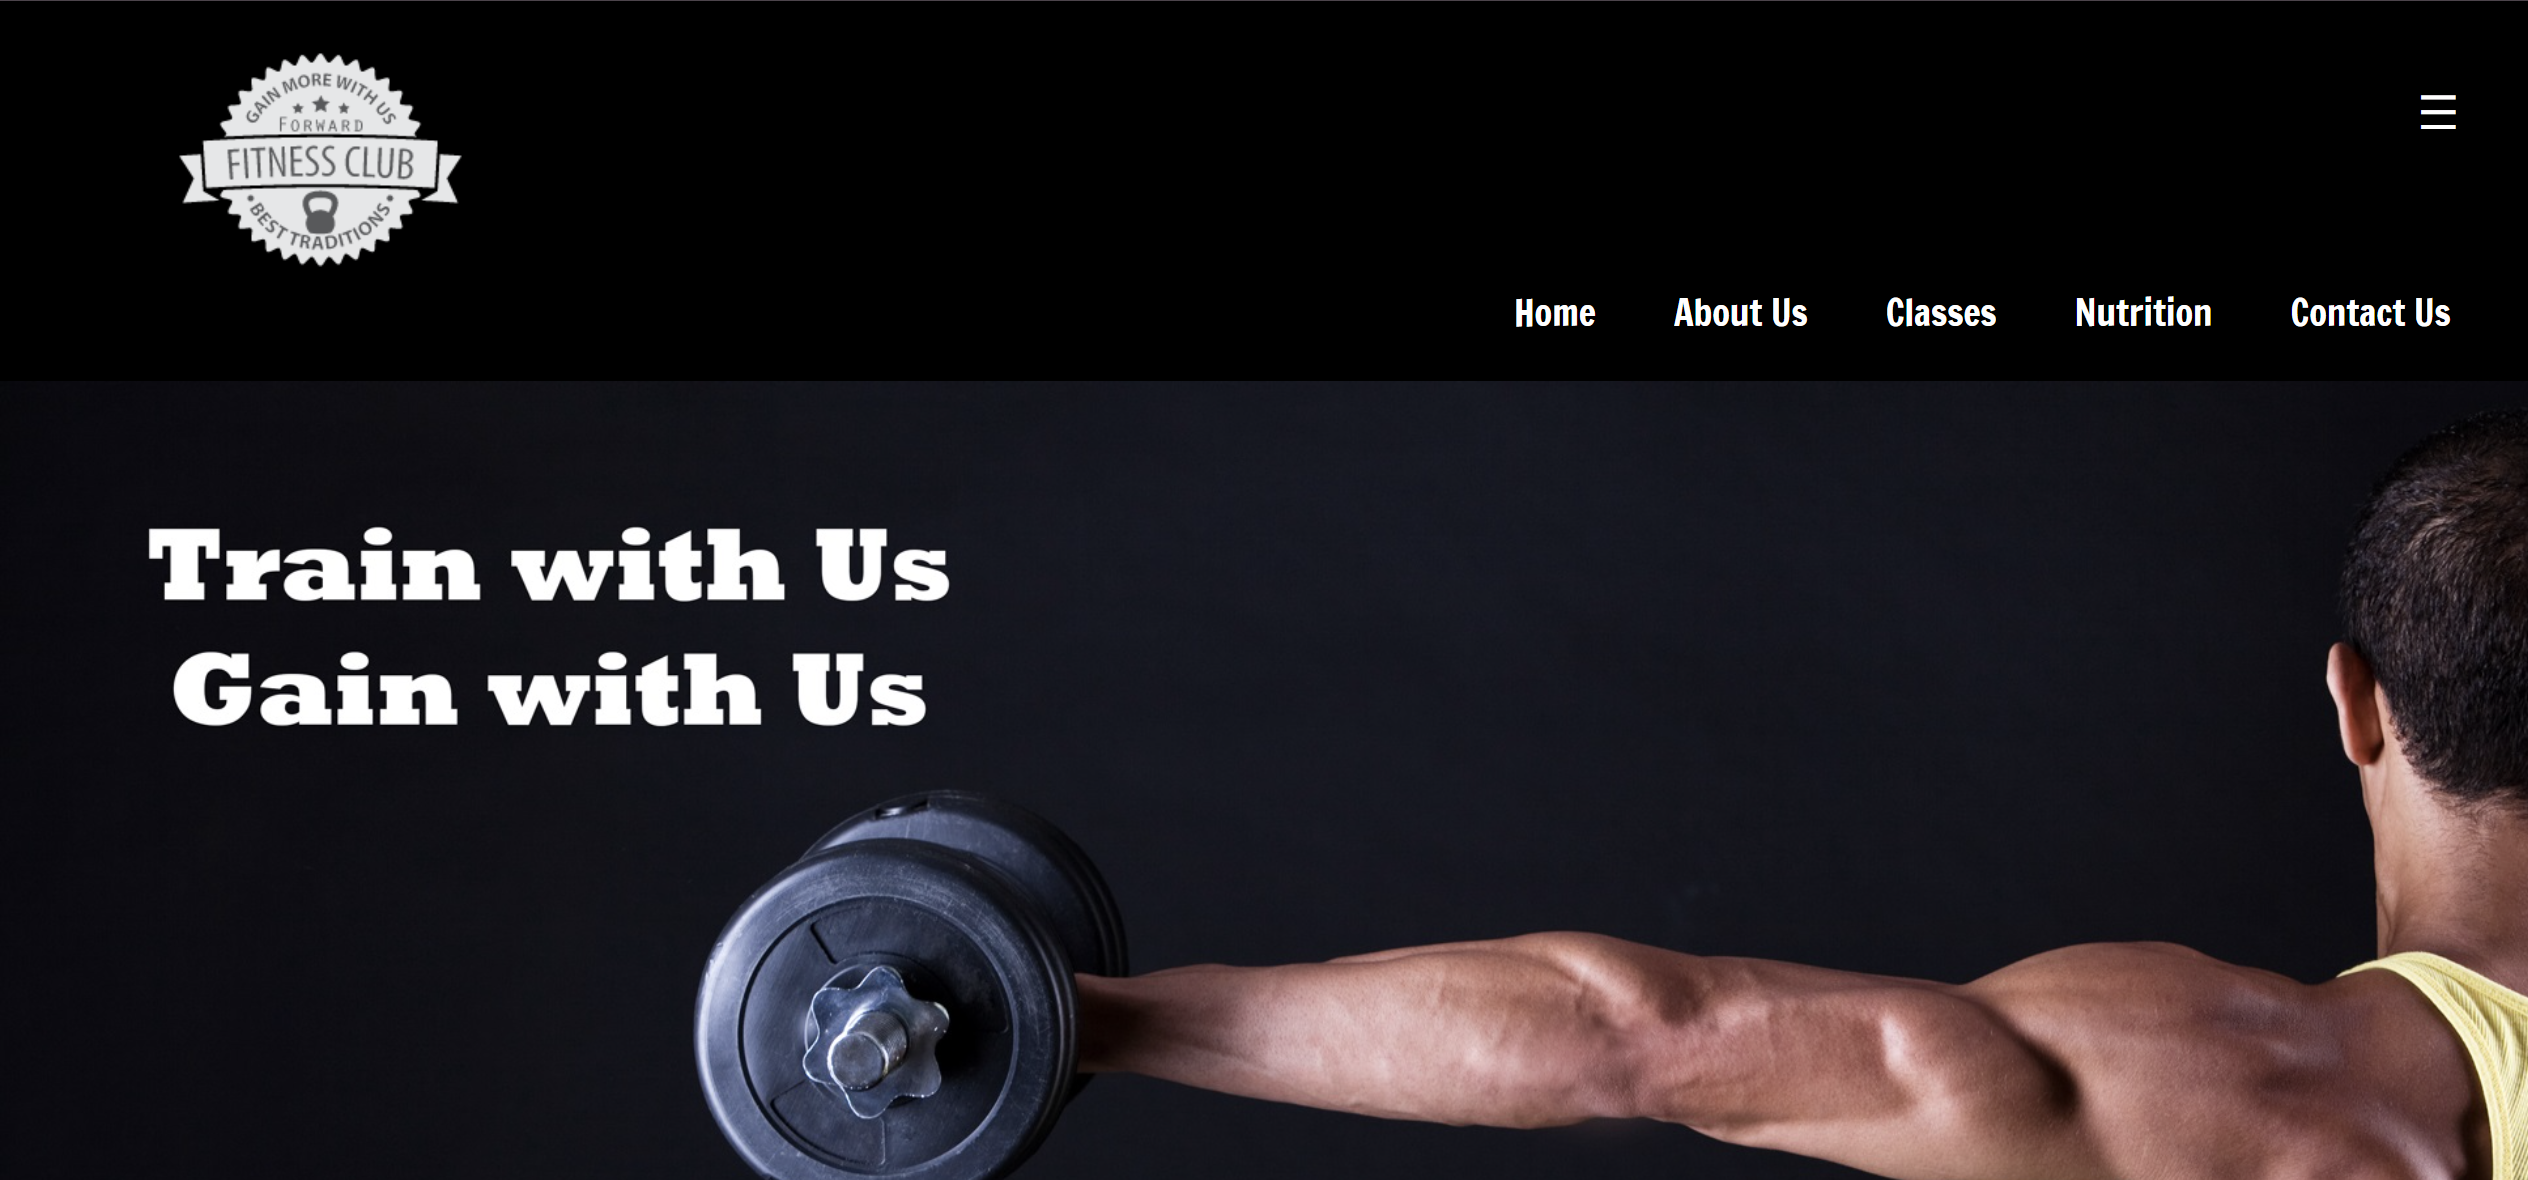 GAIN MORE WITH US
FORWARD
FITNESS CLUB
BEST TRADITIONS
Home About Us Classes Nutrition Contact Us
Train with Us
Gain with Us